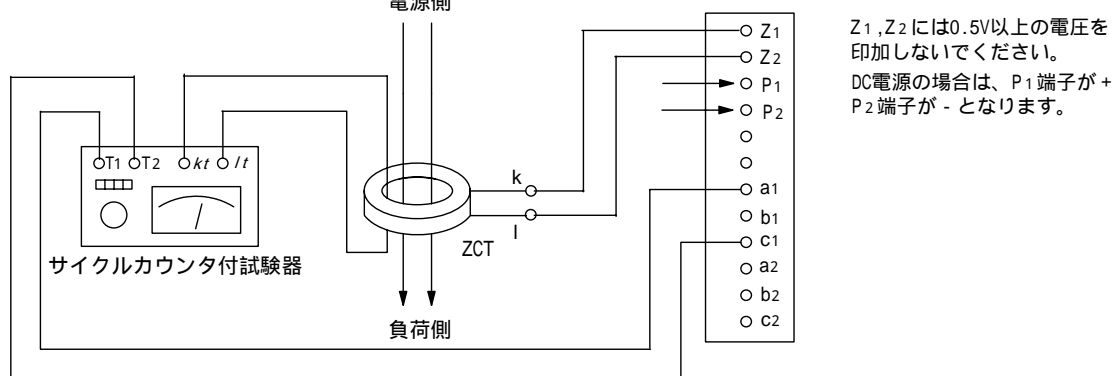 電源側
Z1
Z2
P1
P2
a1
b1
c1
a2
b2
c2
Z1,Z2には0.5V以上の電圧を
印加しないでください。
DC電源の場合は、P1端子が+
P2端子が-となります。
T1 T2 kt lt
k
l
ZCT
サイクルカウンタ付試験器
負荷側